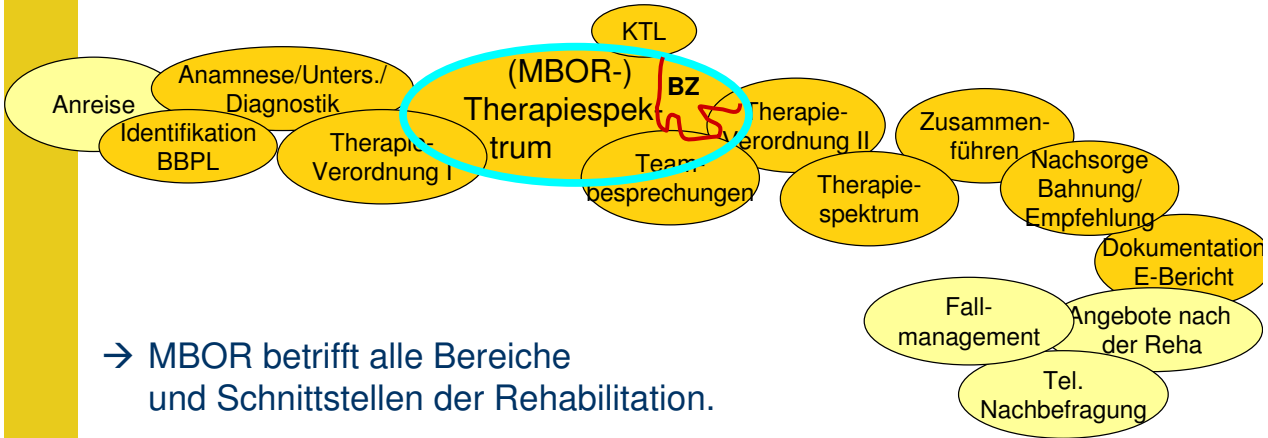 Anreise
Anamnese/Unters./
Diagnostik
Identifikation
BBPL
Therapie-
Verordnung I
KTL
(MBOR-)
Therapiespek-
trum
BZ
Team-
besprechungen
Therapie-
Verordnung II
Therapie-
spektrum
Zusammen-
führen
Nachsorge
Bahnung/
Empfehlung
Dokumentation
E-Bericht
Fall-
management
Angebote nach
der Reha
Tel.
Nachbefragung
→ MBOR betrifft alle Bereiche
und Schnittstellen der Rehabilitation.